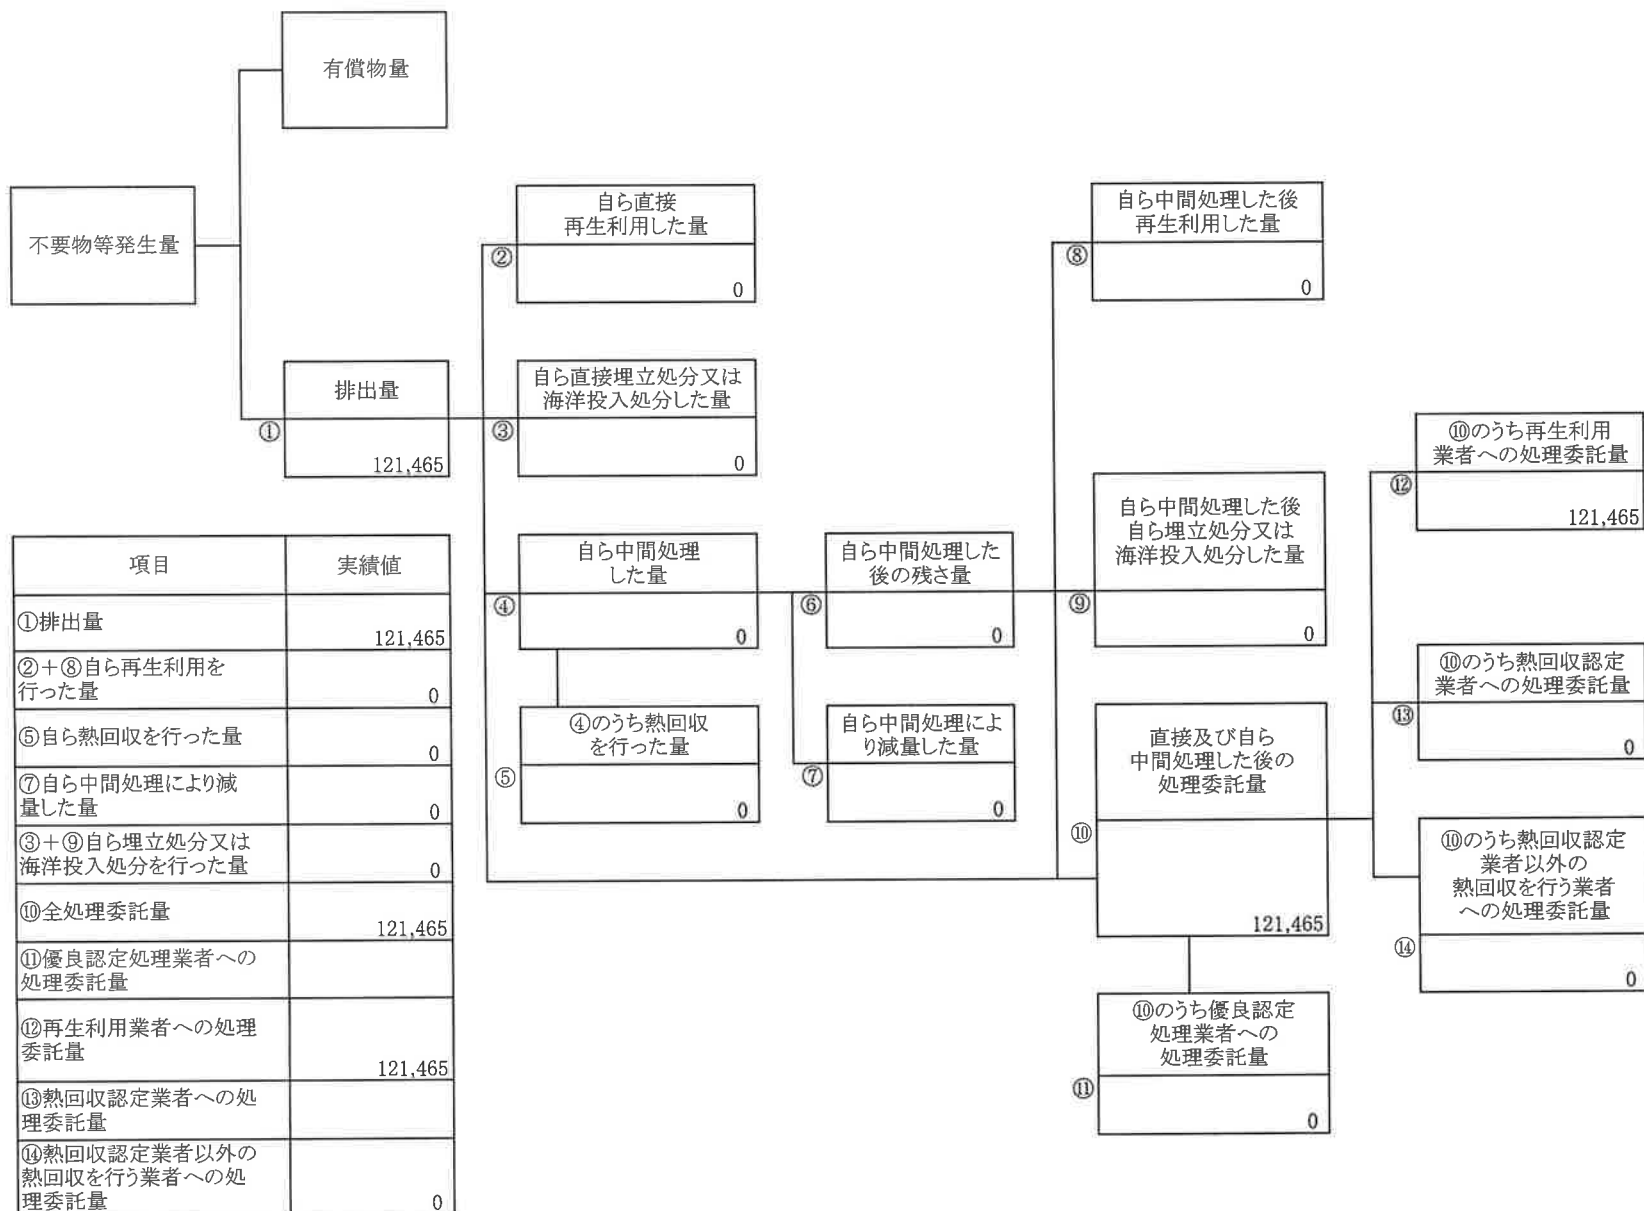 有償物量
不要物等発生量
排出量
①
121,465
自ら直接
再生利用した量
②
0
自ら直接埋立処分又は
海洋投入処分した量
③
0
自ら中間処理
した量
④
0
④のうち熱回収
を行った量
⑤
0
自ら中間処理した
後の残さ量
⑥
0
自ら中間処理によ
り減量した量
⑦
0
自ら中間処理した後
再生利用した量
⑧
0
自ら中間処理した後
自ら埋立処分又は
海洋投入処分した量
⑨
0
直接及び自ら
中間処理した後の
処理委託量
⑩
121,465
⑩のうち優良認定
処理業者への
処理委託量
⑪
0
⑩のうち再生利用
業者への処理委託量
⑫
121,465
⑩のうち熱回収認定
業者への処理委託量
⑬
0
⑩のうち熱回収認定
業者以外の
熱回収を行う業者
への処理委託量
⑭
0
項目 実績値
①排出量
121,465
②+⑧自ら再生利用を
行った量 0
⑤自ら熱回収を行った量
0
⑦自ら中間処理により減
量した量 0
③+⑨自ら埋立処分又は
海洋投入処分を行った量 0
⑩全処理委託量
121,465
⑪優良認定処理業者への
処理委託量
⑫再生利用業者への処理
委託量
121,465
⑬熱回収認定業者への処
理委託量
⑭熱回収認定業者以外の
熱回収を行う業者への処
理委託量 0